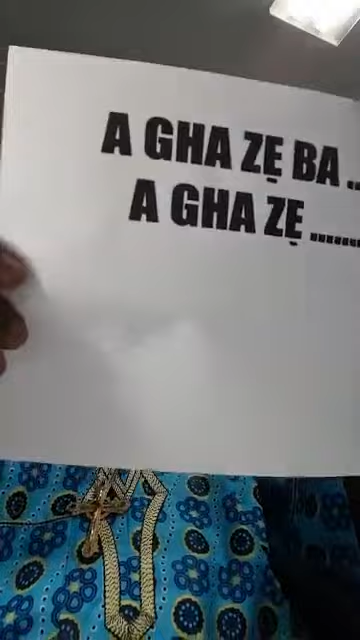 A GHA ZẸ BA ..
A GHA ZẸ .......